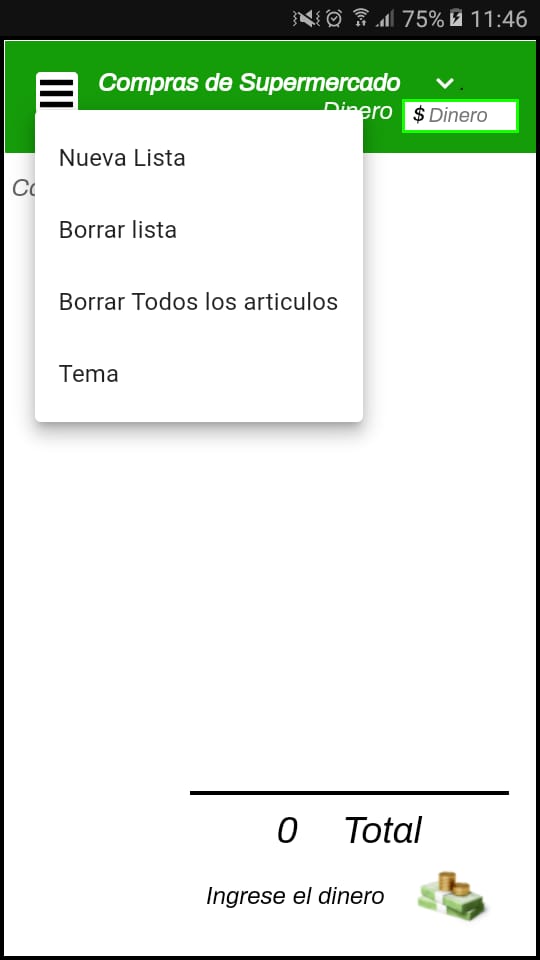 75% 11:46
Compras de Supermercado
Dinero $ Dinero
Nueva Lista
Borrar lista
Borrar Todos los articulos
Tema
0 Total
Ingrese el dinero